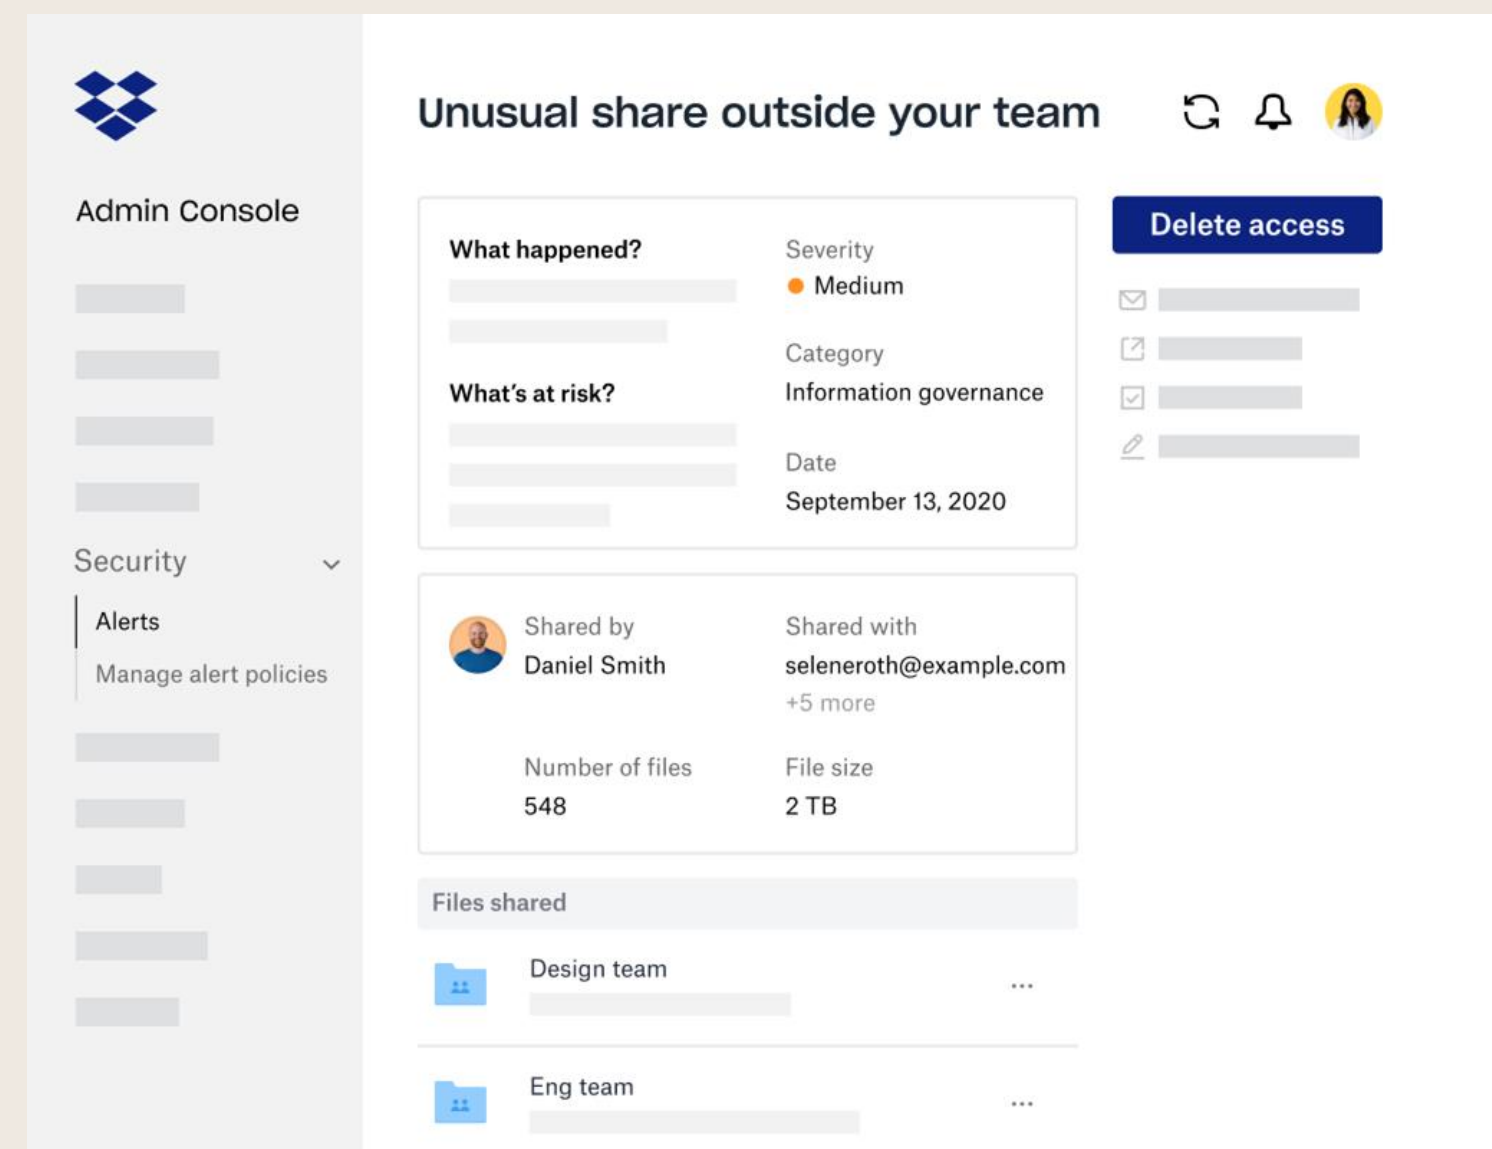 Admin Console
Security
Alerts
Manage alert policies
Unusual share outside your team
What happened?
What's at risk?
Severity
Medium
Category
Information governance
Date
September 13, 2020
Delete access
Shared by
Daniel Smith
Shared with
seleneroth@example.com
+5 more
Number of files
548
File size
2 TB
Files shared
Design team
Eng team